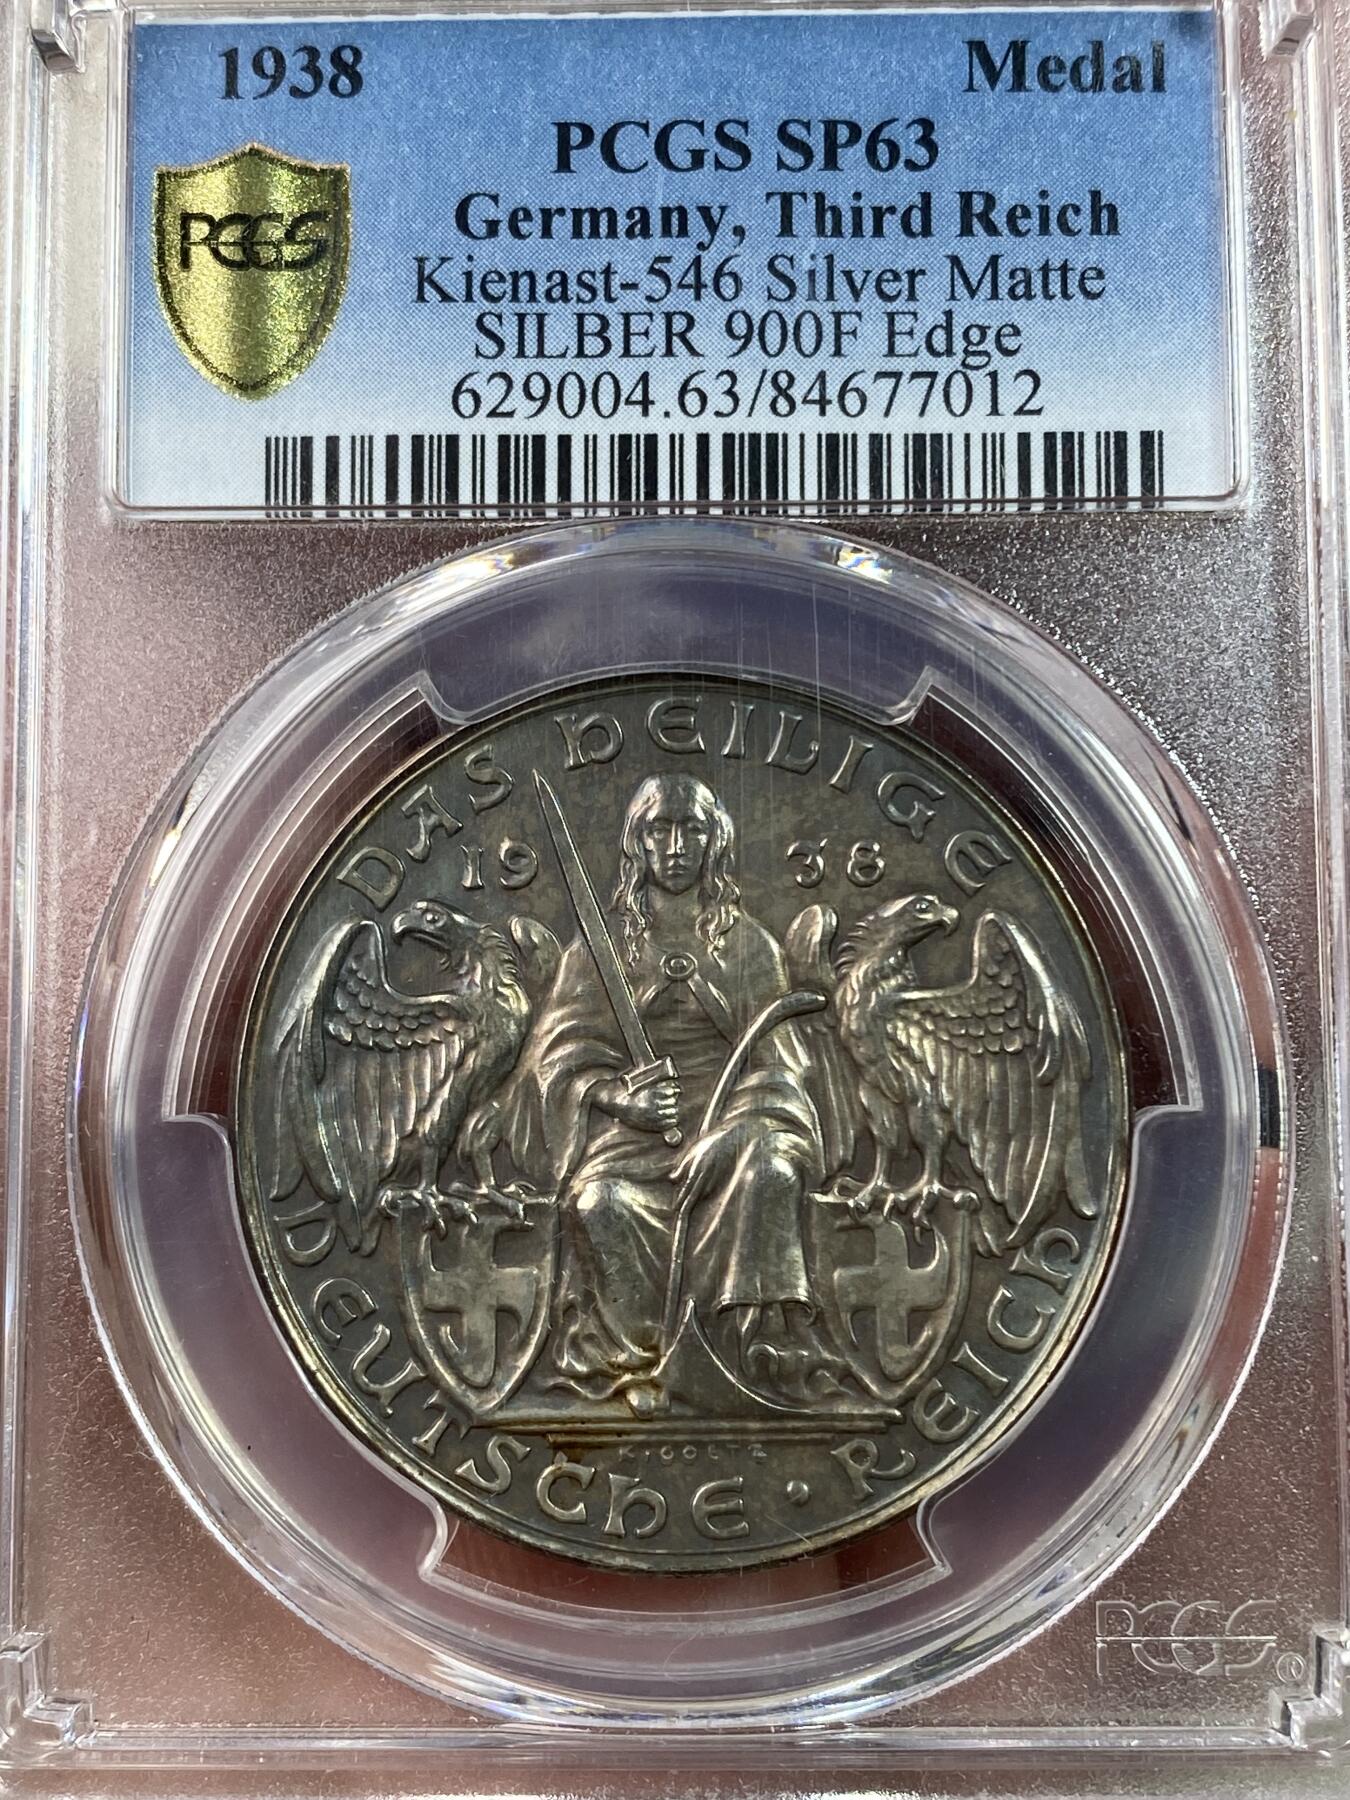 1938 Medal
PCGS SP63
Germany, Third Reich
Kienast-546 Silver Matte
SILBER 900F Edge
629004.63/84677012
PCGS
DAS HEILIGE
19 38
DEUTSCHE · REICH
K·GOETZ
PCGS